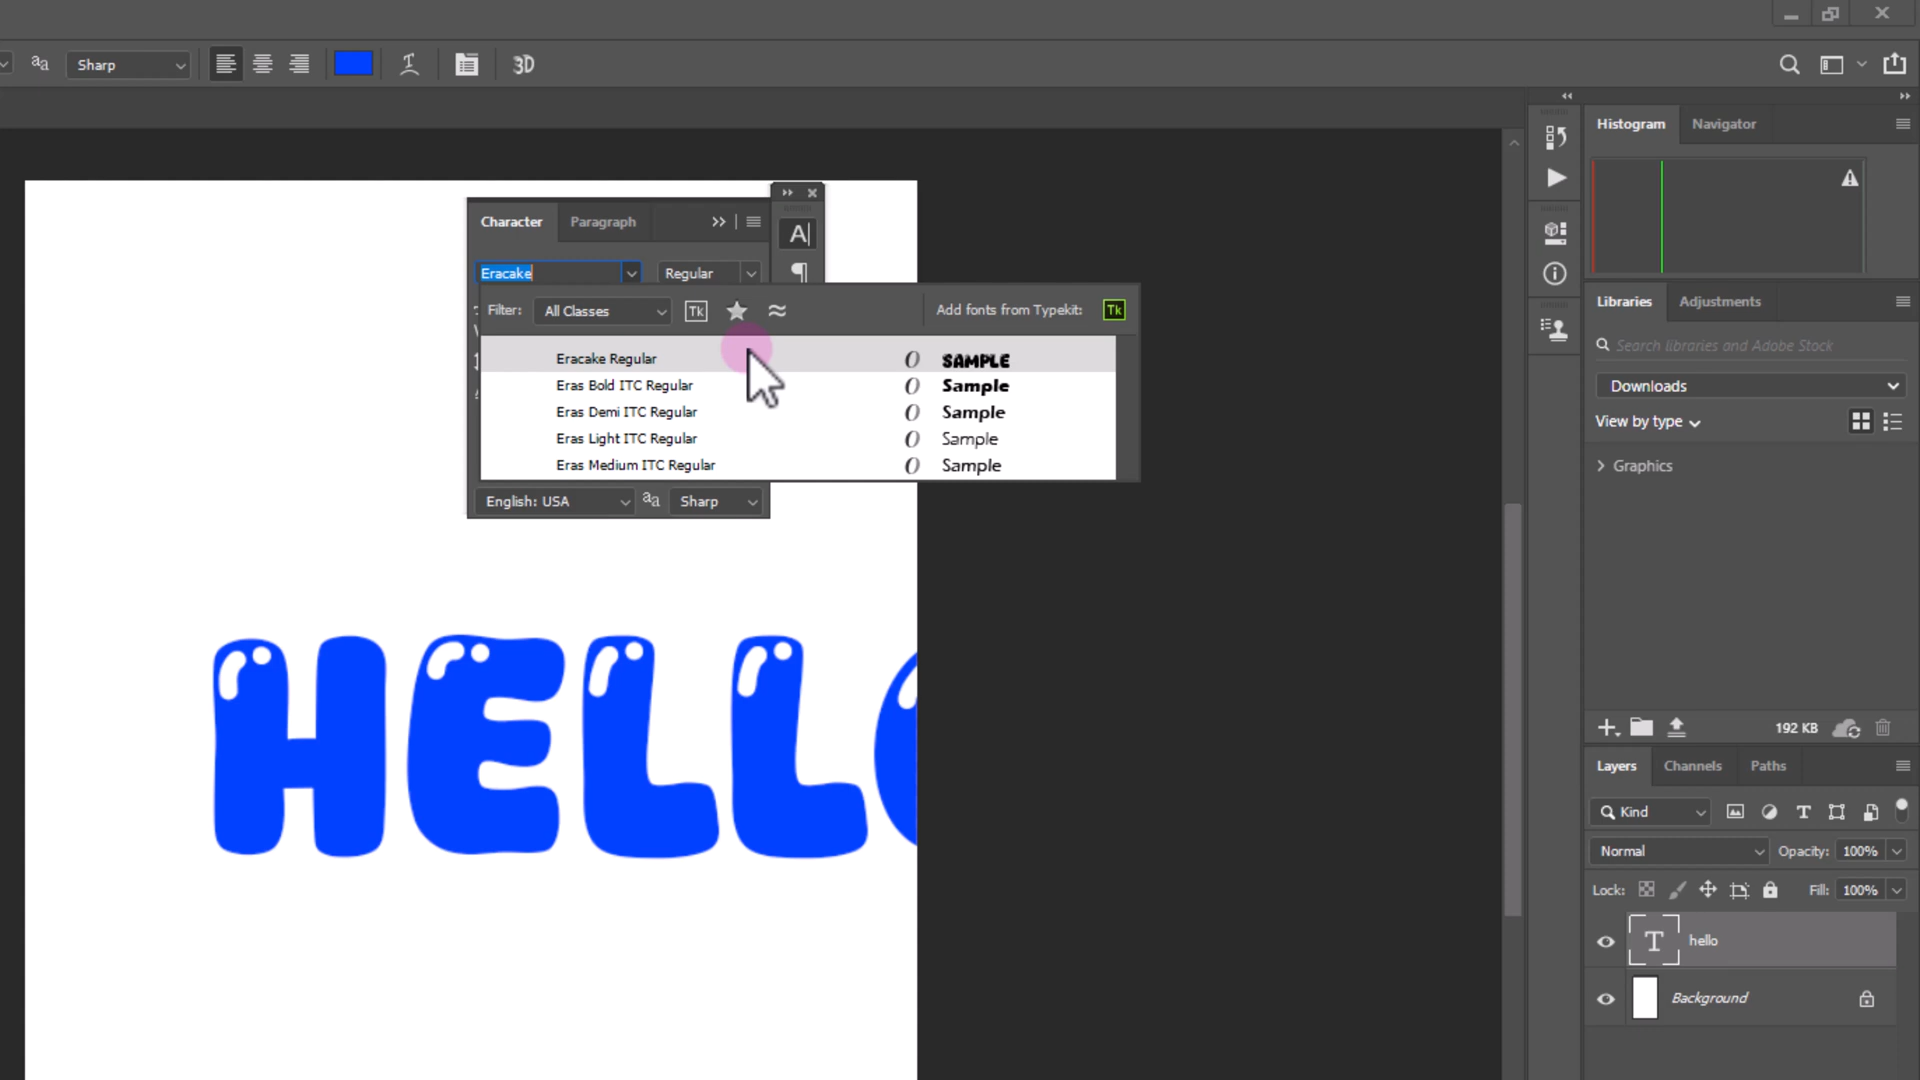 aa Sharp 3D
Histogram Navigator
Character Paragraph
A
Eracake Regular
Filter: All Classes Tk Add fonts from Typekit: Tk
Eracake Regular O SAMPLE
Eras Bold ITC Regular O Sample
Eras Demi ITC Regular O Sample
Eras Light ITC Regular O Sample
Eras Medium ITC Regular O Sample
English: USA aa Sharp
HELLO
Libraries Adjustments
Search libraries and Adobe Stock
Downloads
View by type
Graphics
192 KB
Layers Channels Paths
Kind T
Normal Opacity: 100%
Lock: Fill: 100%
T hello
Background